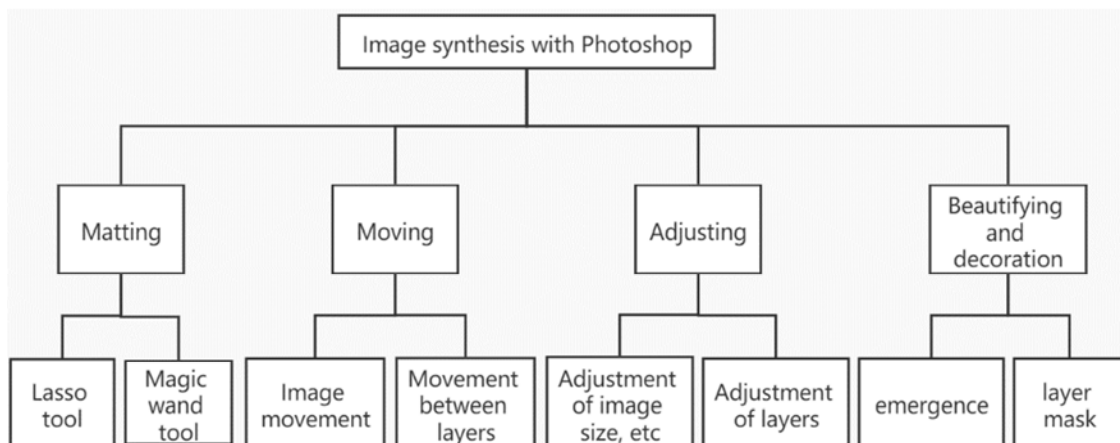 Image synthesis with Photoshop
Matting
Moving
Adjusting
Beautifying
and
decoration
Lasso
tool
Magic
wand
tool
Image
movement
Movement
between
layers
Adjustment
of image
size, etc
Adjustment
of layers
emergence
layer
mask